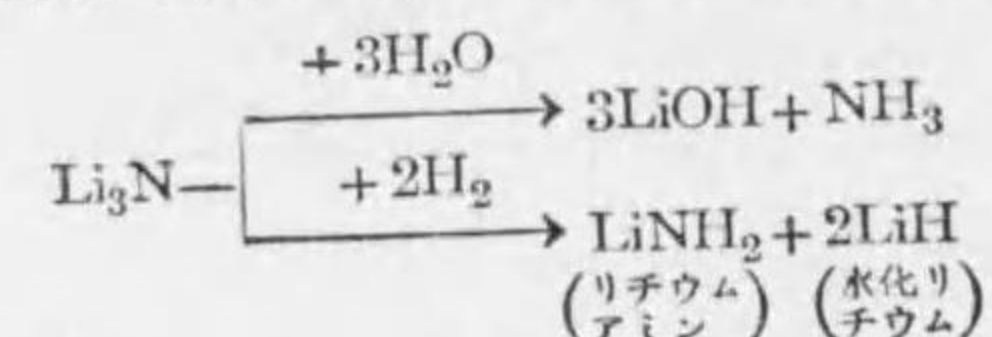 + 3H₂O
3LiOH + NH₃
Li₃N—
+ 2H₂
LiNH₂ + 2LiH
(リチウムアミン) (水化リチウム)